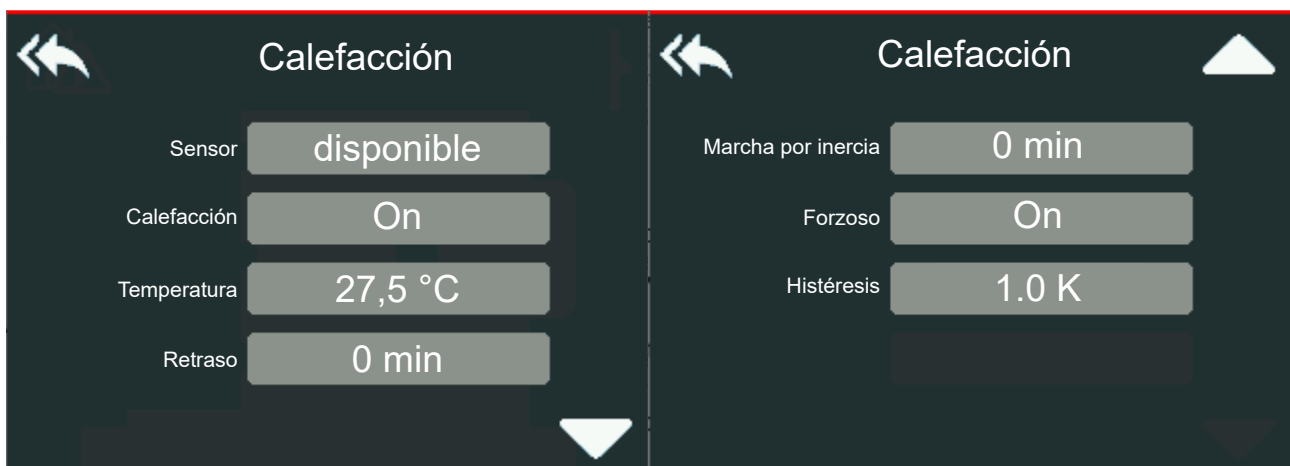 Calefacción
Sensor disponible
Calefacción On
Temperatura 27,5 °C
Retraso 0 min
Calefacción
Marcha por inercia 0 min
Forzoso On
Histéresis 1.0 K